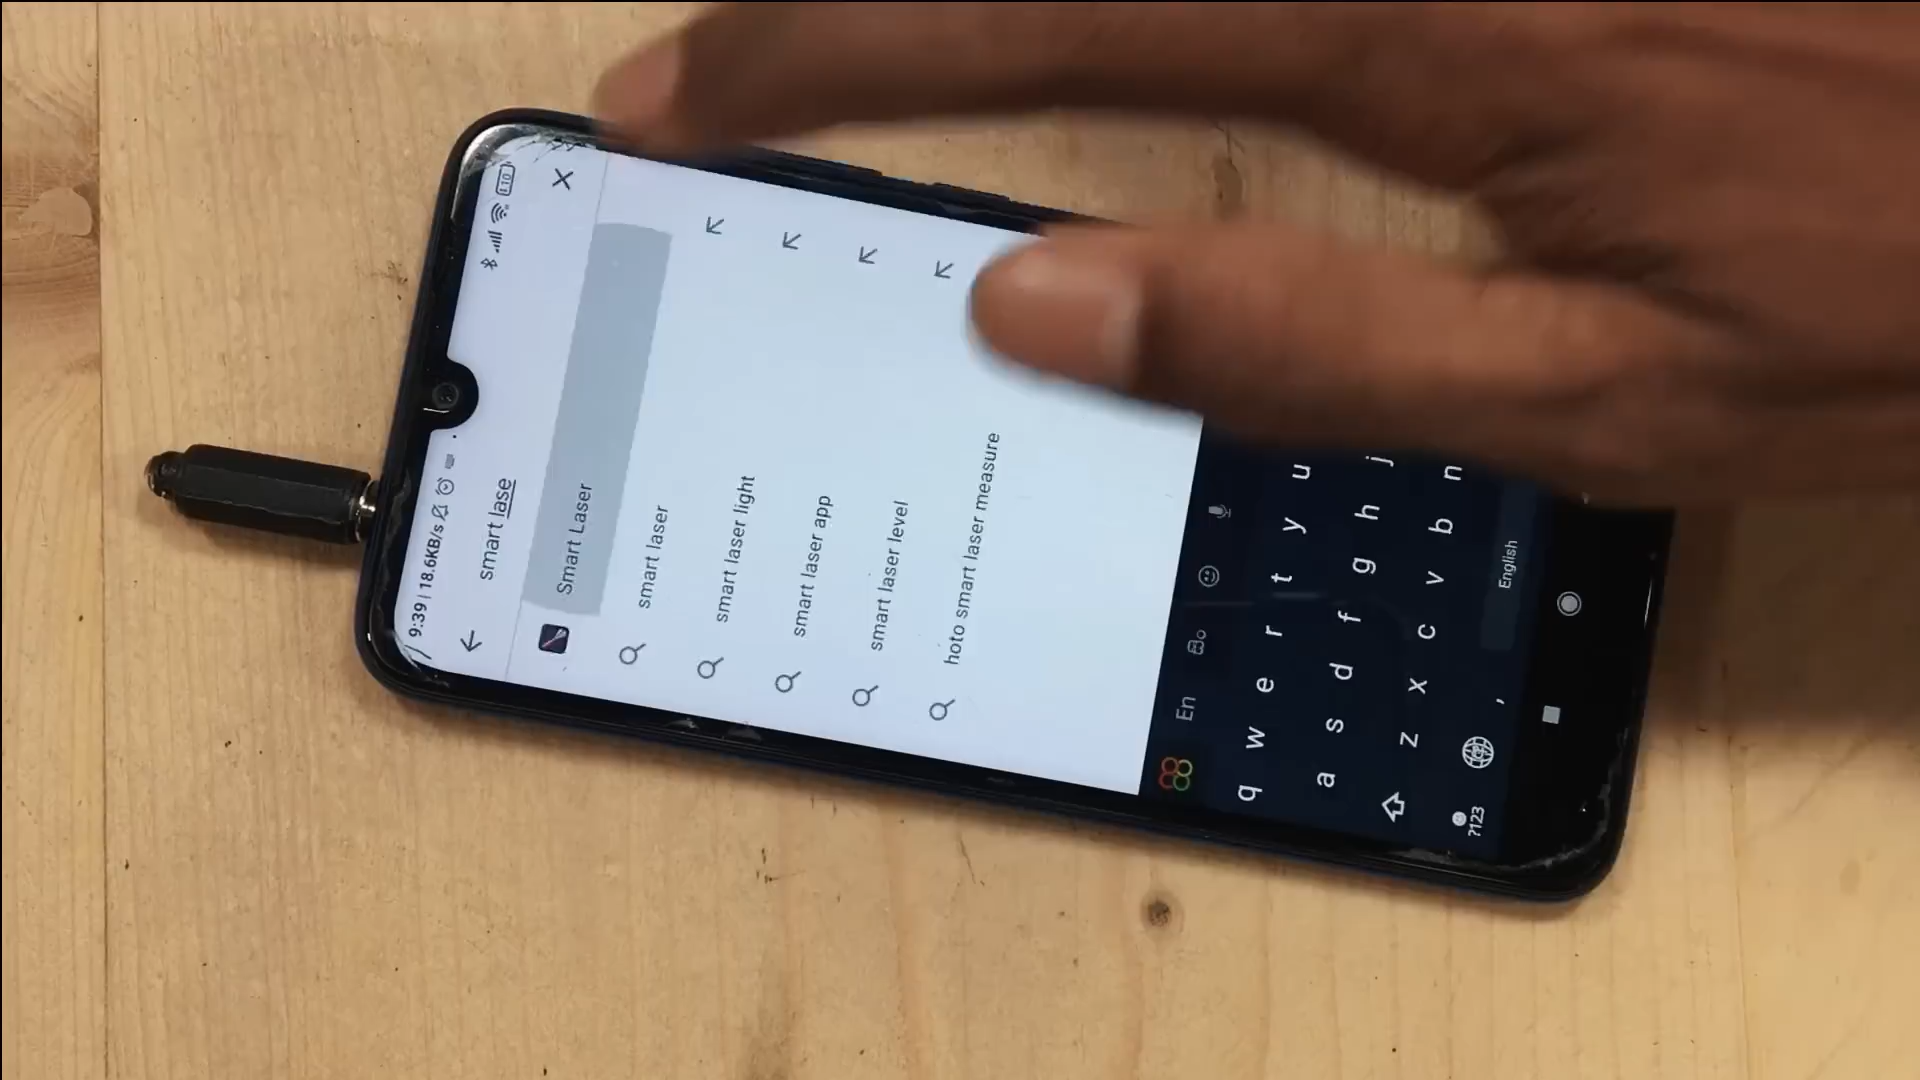 9:39 | 18.6KB/s
110
smart lase
Smart Laser
smart laser
smart laser light
smart laser app
smart laser level
hoto smart laser measure
En
q w e r t y u
a s d f g h j
z x c v b n
?123 , English